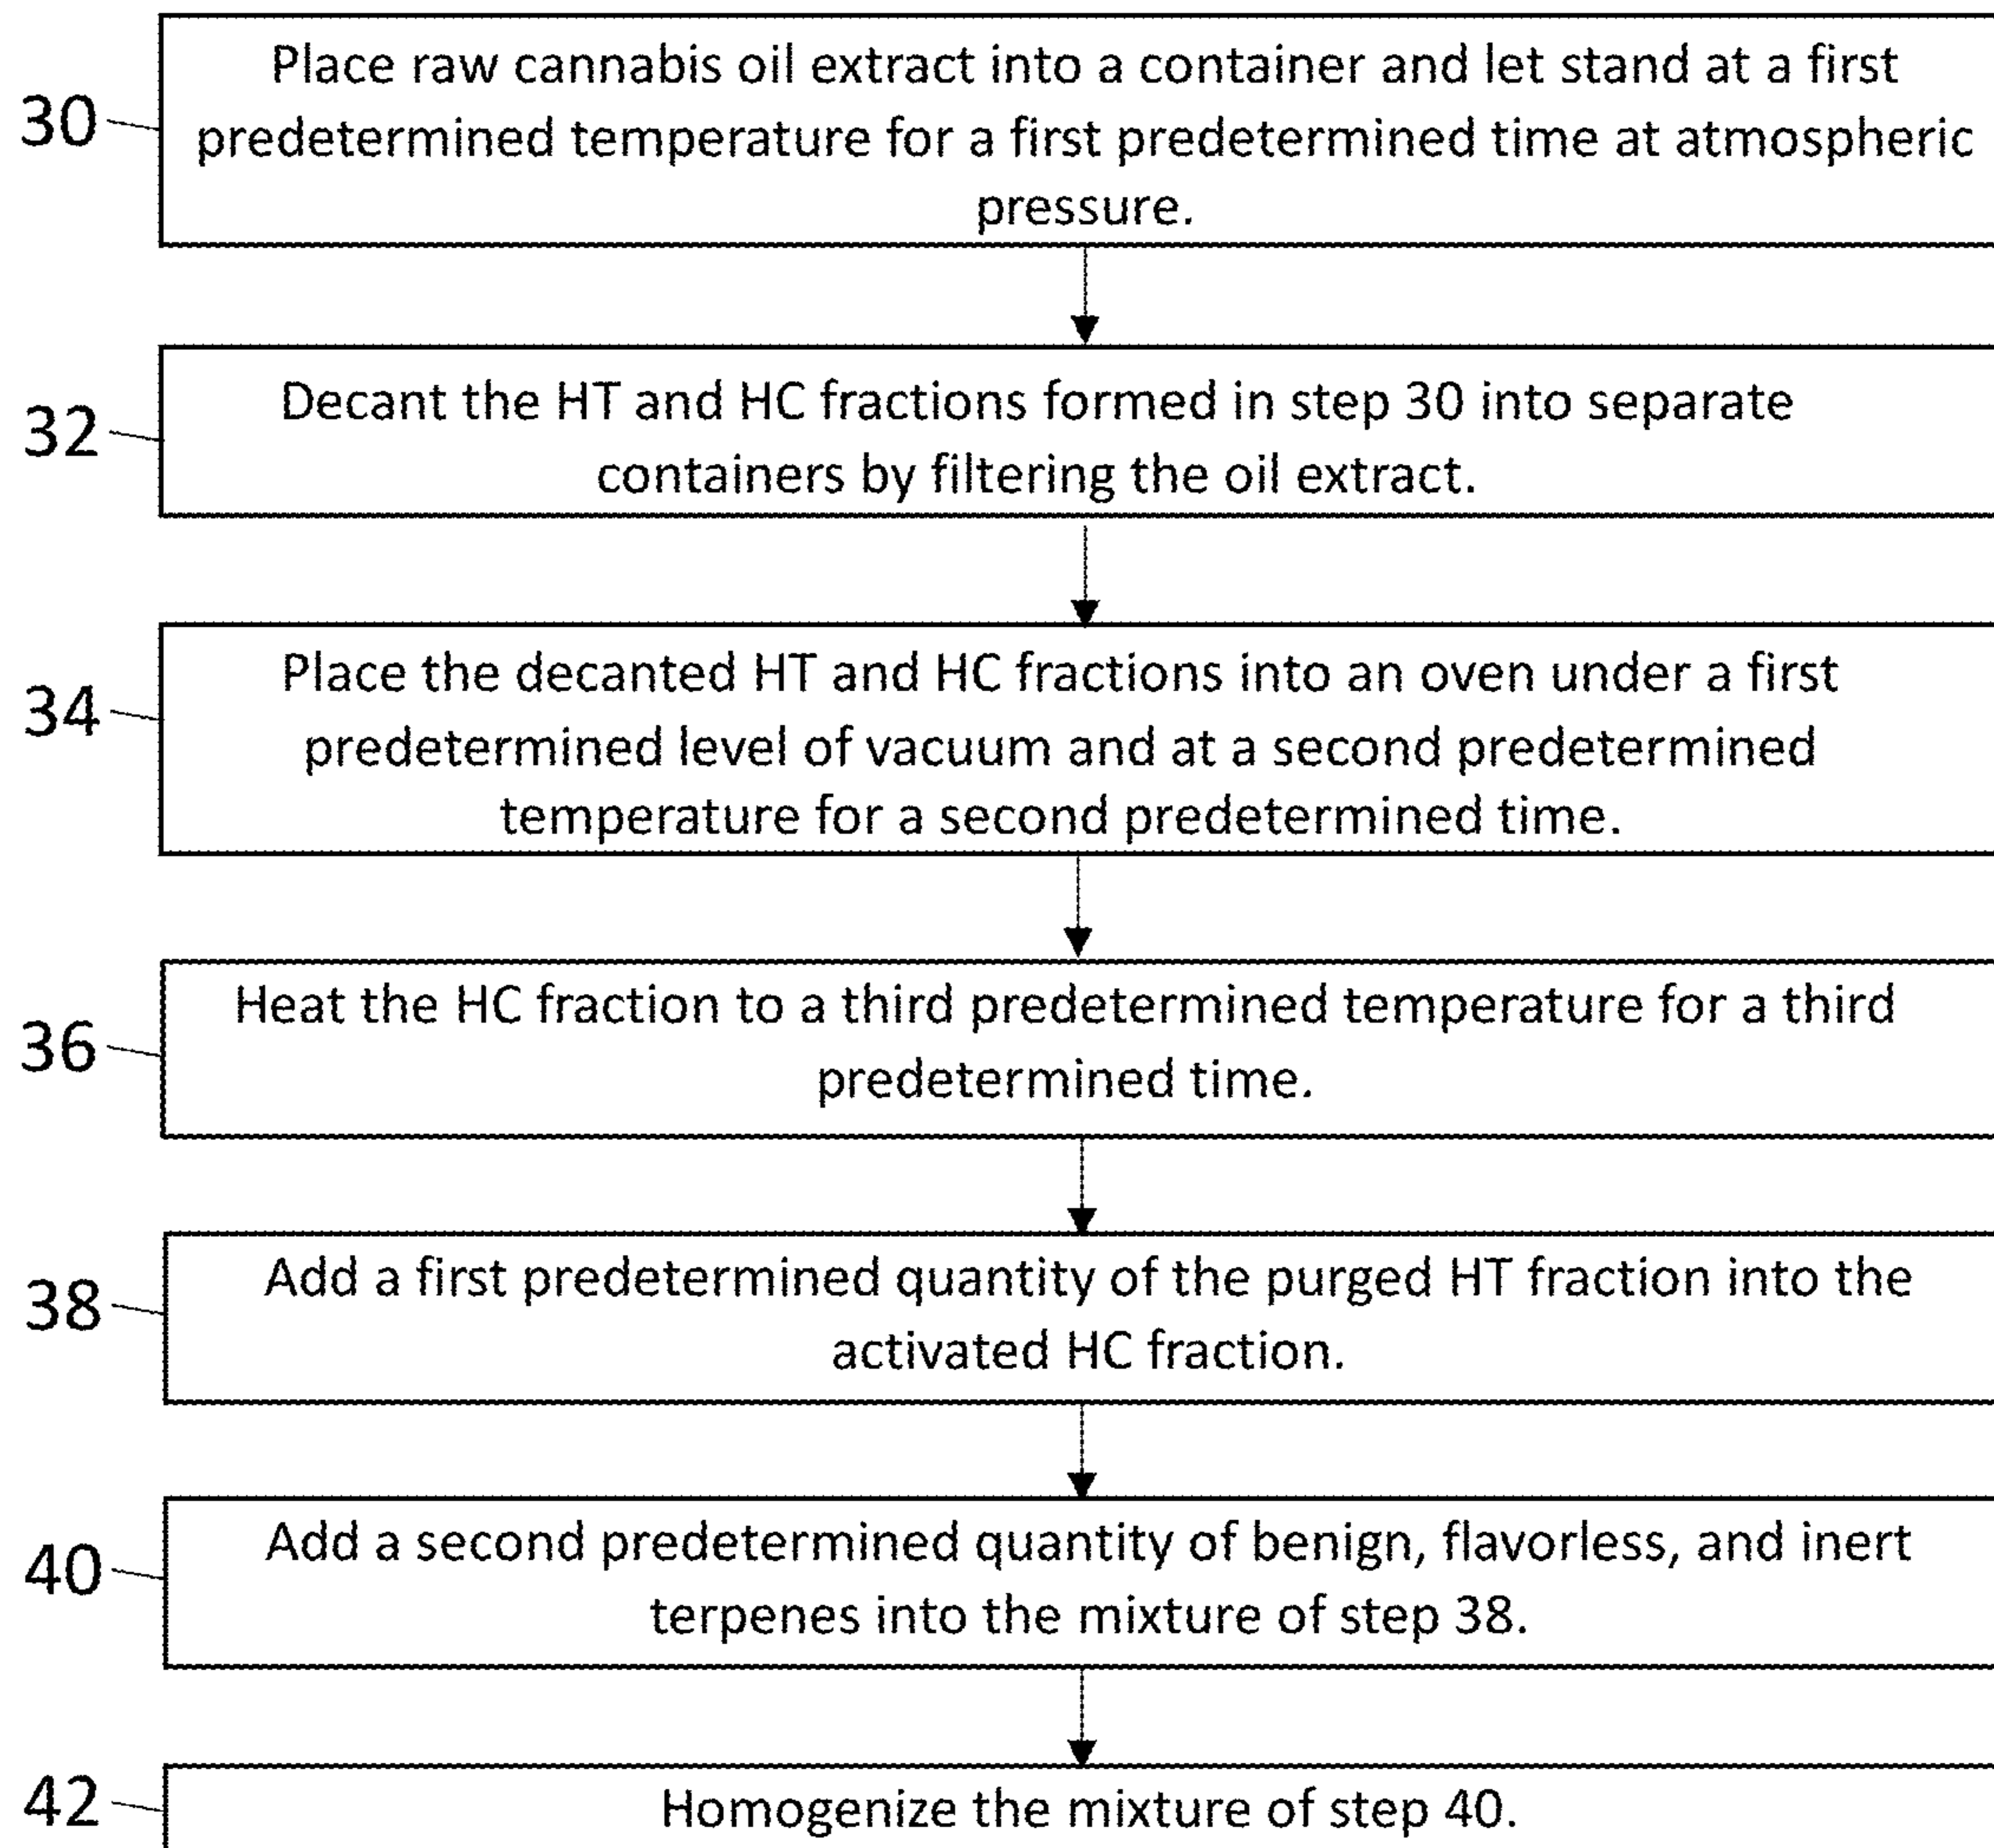 30
Place raw cannabis oil extract into a container and let stand at a first
predetermined temperature for a first predetermined time at atmospheric
pressure.
32
Decant the HT and HC fractions formed in step 30 into separate
containers by filtering the oil extract.
34
Place the decanted HT and HC fractions into an oven under a first
predetermined level of vacuum and at a second predetermined
temperature for a second predetermined time.
36
Heat the HC fraction to a third predetermined temperature for a third
predetermined time.
38
Add a first predetermined quantity of the purged HT fraction into the
activated HC fraction.
40
Add a second predetermined quantity of benign, flavorless, and inert
terpenes into the mixture of step 38.
42
Homogenize the mixture of step 40.